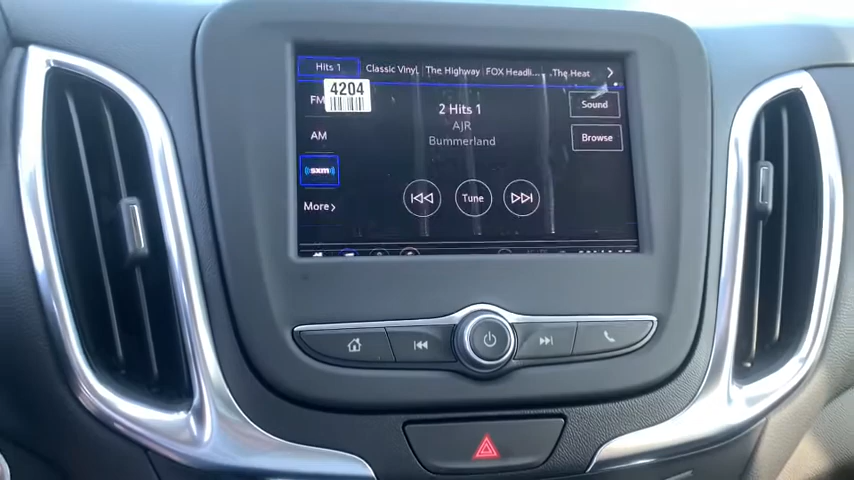 Hits 1
Classic Vinyl
The Highway
FOX Headli...
The Heat
4204
FM
AM
sxm
More
2 Hits 1
AJR
Bummerland
Sound
Browse
Tune